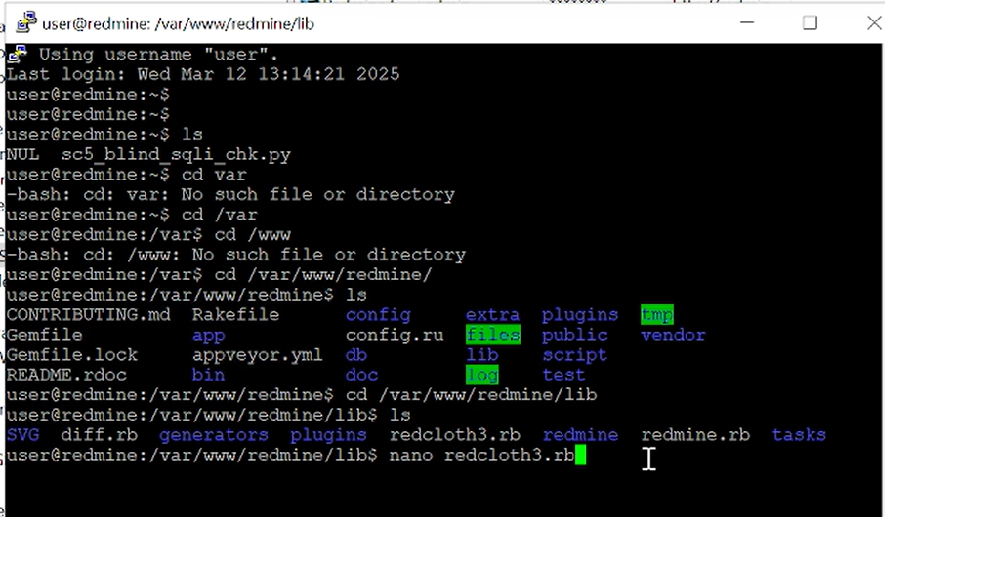 user@redmine: /var/www/redmine/lib
Using username "user".
Last login: Wed Mar 12 13:14:21 2025
user@redmine:~$
user@redmine:~$
user@redmine:~$ ls
NUL  sc5_blind_sqli_chk.py
user@redmine:~$ cd var
-bash: cd: var: No such file or directory
user@redmine:~$ cd /var
user@redmine:/var$ cd /www
-bash: cd: /www: No such file or directory
user@redmine:/var$ cd /var/www/redmine/
user@redmine:/var/www/redmine$ ls
CONTRIBUTING.md  Rakefile      config     extra  plugins  tmp
Gemfile          app           config.ru  files  public   vendor
Gemfile.lock     appveyor.yml  db         lib    script
README.rdoc      bin           doc        log    test
user@redmine:/var/www/redmine$ cd /var/www/redmine/lib
user@redmine:/var/www/redmine/lib$ ls
SVG  diff.rb  generators  plugins  redcloth3.rb  redmine  redmine.rb  tasks
user@redmine:/var/www/redmine/lib$ nano redcloth3.rb